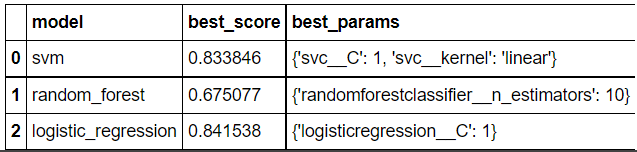 model best_score best_params
0 svm 0.833846 {'svc__C': 1, 'svc__kernel': 'linear'}
1 random_forest 0.675077 {'randomforestclassifier__n_estimators': 10}
2 logistic_regression 0.841538 {'logisticregression__C': 1}